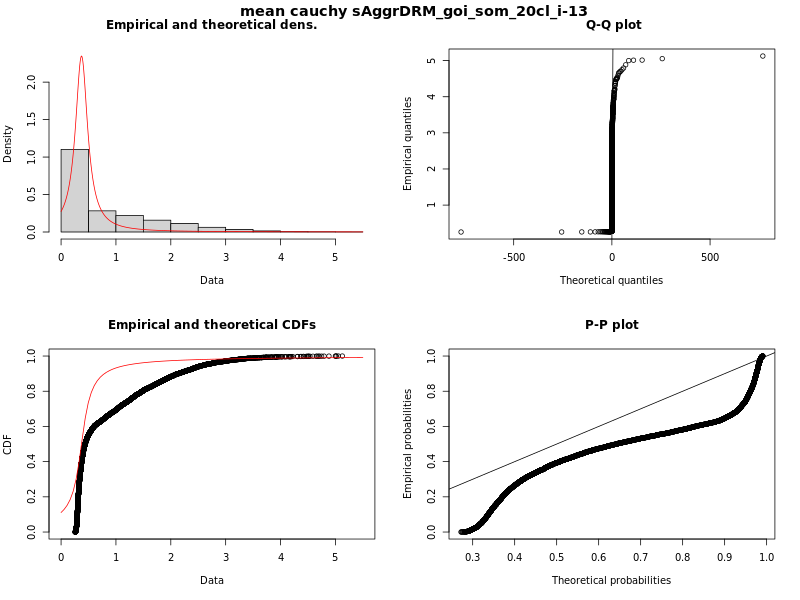 mean cauchy sAggrDRM_goi_som_20cl_i-13
Empirical and theoretical dens.
Density
0.0 0.5 1.0 1.5 2.0
0 1 2 3 4 5
Data
Q-Q plot
Empirical quantiles
1 2 3 4 5
-500 0 500
Theoretical quantiles
Empirical and theoretical CDFs
CDF
0.0 0.2 0.4 0.6 0.8 1.0
0 1 2 3 4 5
Data
P-P plot
Empirical probabilities
0.0 0.2 0.4 0.6 0.8 1.0
0.3 0.4 0.5 0.6 0.7 0.8 0.9 1.0
Theoretical probabilities